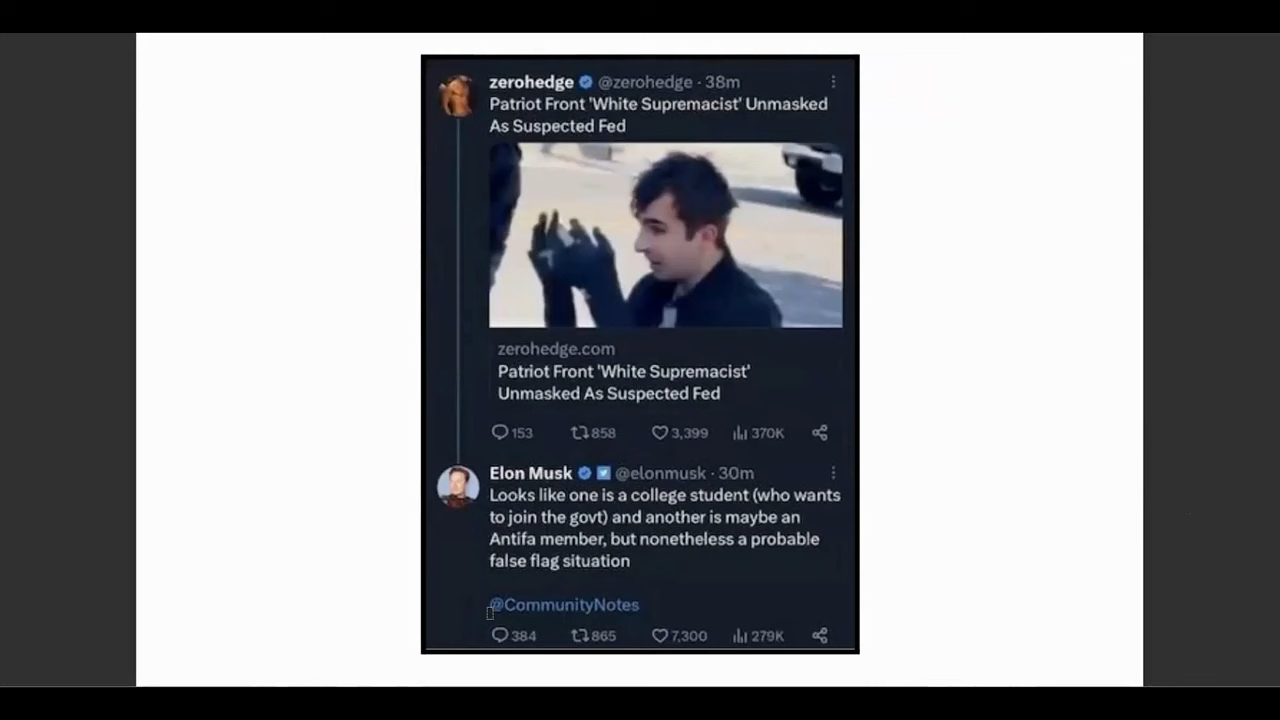 zerohedge @zerohedge · 38m
Patriot Front 'White Supremacist' Unmasked
As Suspected Fed
zerohedge.com
Patriot Front 'White Supremacist'
Unmasked As Suspected Fed
153 858 3,399 370K
Elon Musk @elonmusk · 30m
Looks like one is a college student (who wants
to join the govt) and another is maybe an
Antifa member, but nonetheless a probable
false flag situation
@CommunityNotes
384 865 7,300 279K